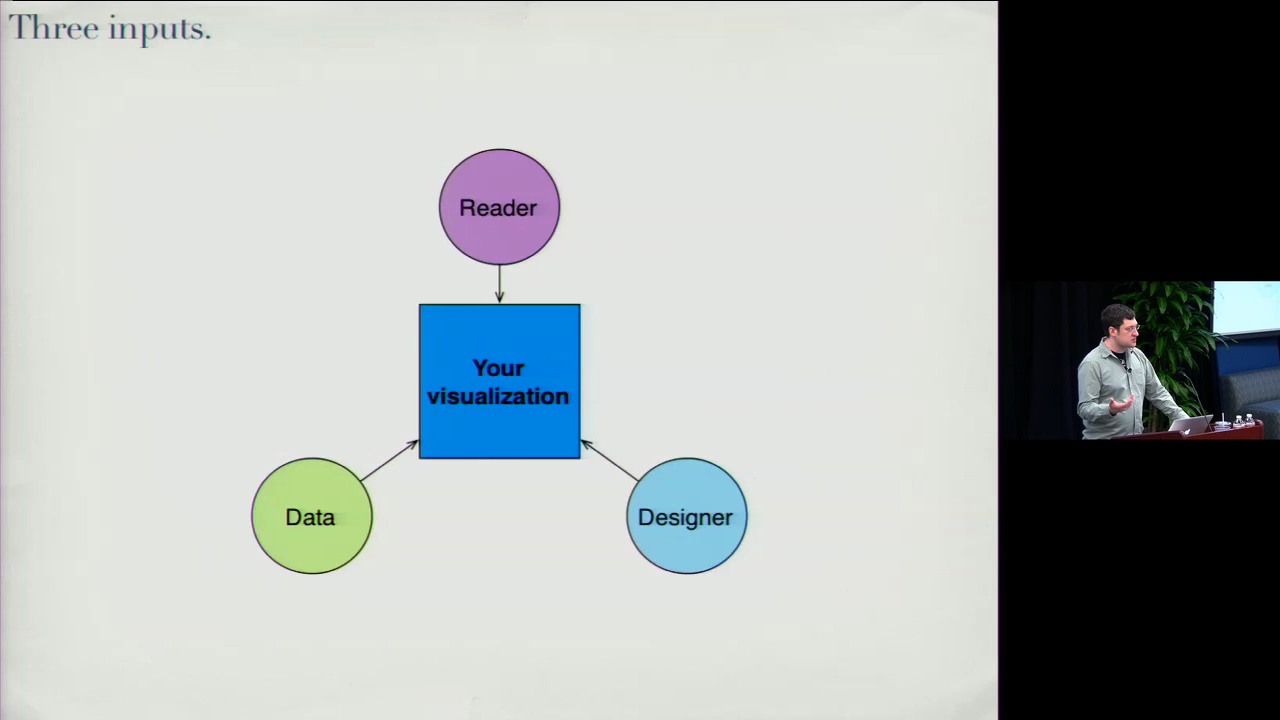 Three inputs.
Reader
Your
visualization
Data
Designer